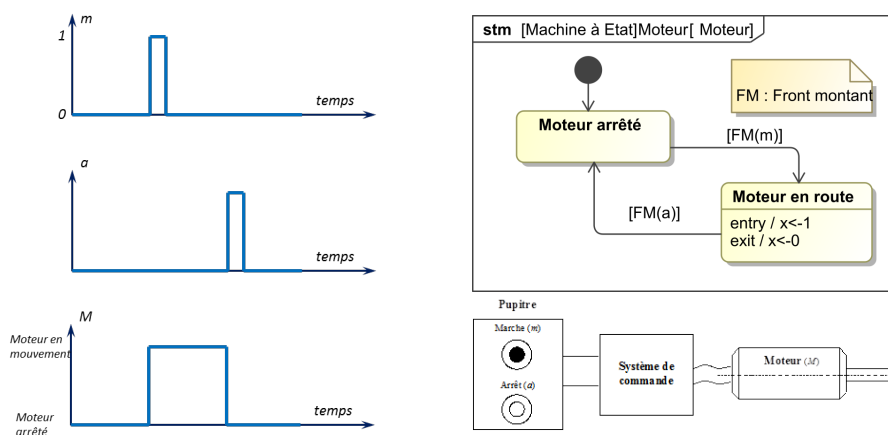 m
1
0
temps
a
temps
M
Moteur en
mouvement
Moteur
arrêté
temps
stm [Machine à Etat]Moteur[ Moteur]
FM : Front montant
Moteur arrêté
[FM(m)]
Moteur en route
entry / x<-1
exit / x<-0
[FM(a)]
Pupitre
Marche (m)
Arrêt (a)
Système de
commande
Moteur (M)